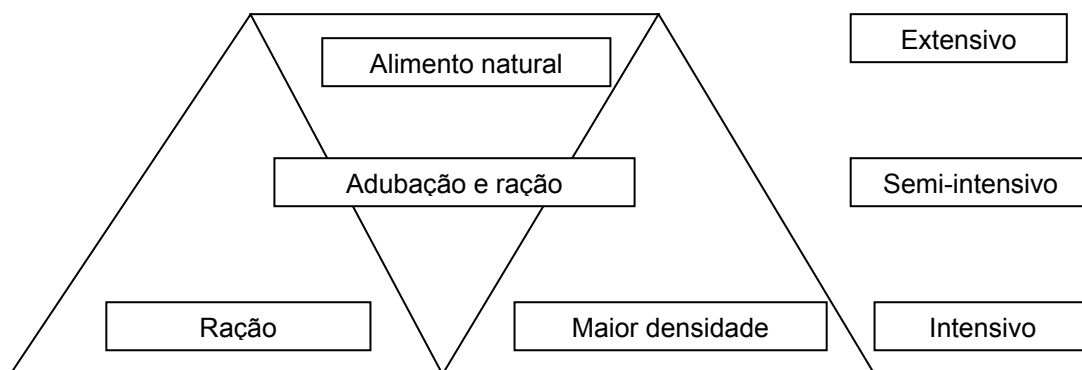 Alimento natural
Extensivo
Adubação e ração
Semi-intensivo
Ração
Maior densidade
Intensivo